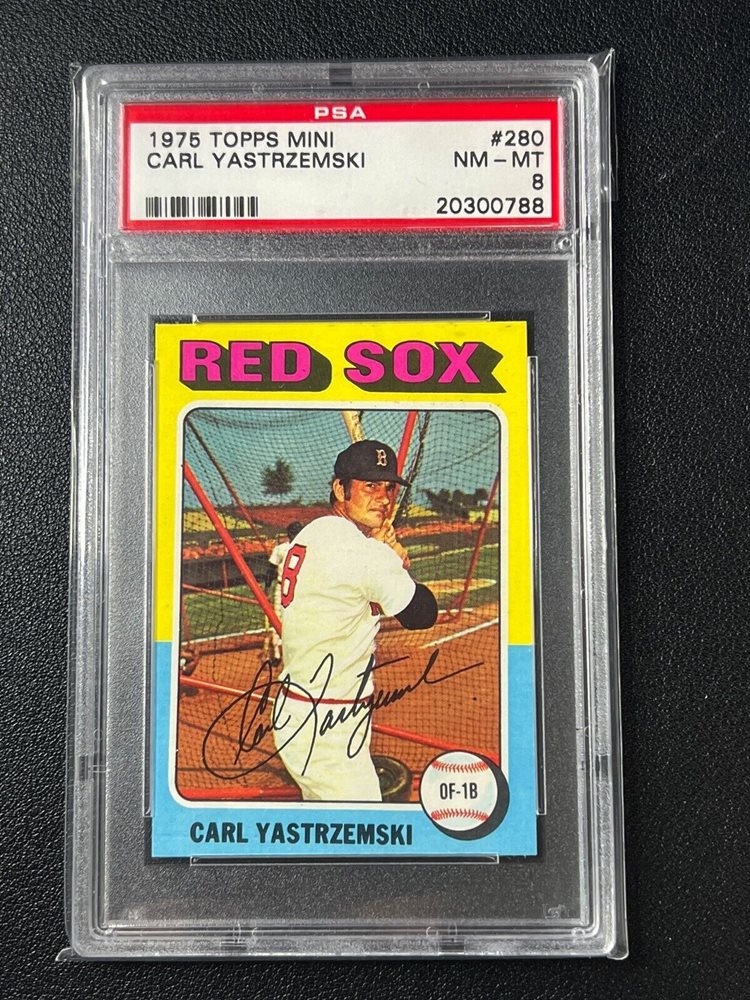 PSA
1975 TOPPS MINI #280
CARL YASTRZEMSKI NM-MT
8
20300788
RED SOX
B
8
Carl Yastrzemski
OF-1B
CARL YASTRZEMSKI